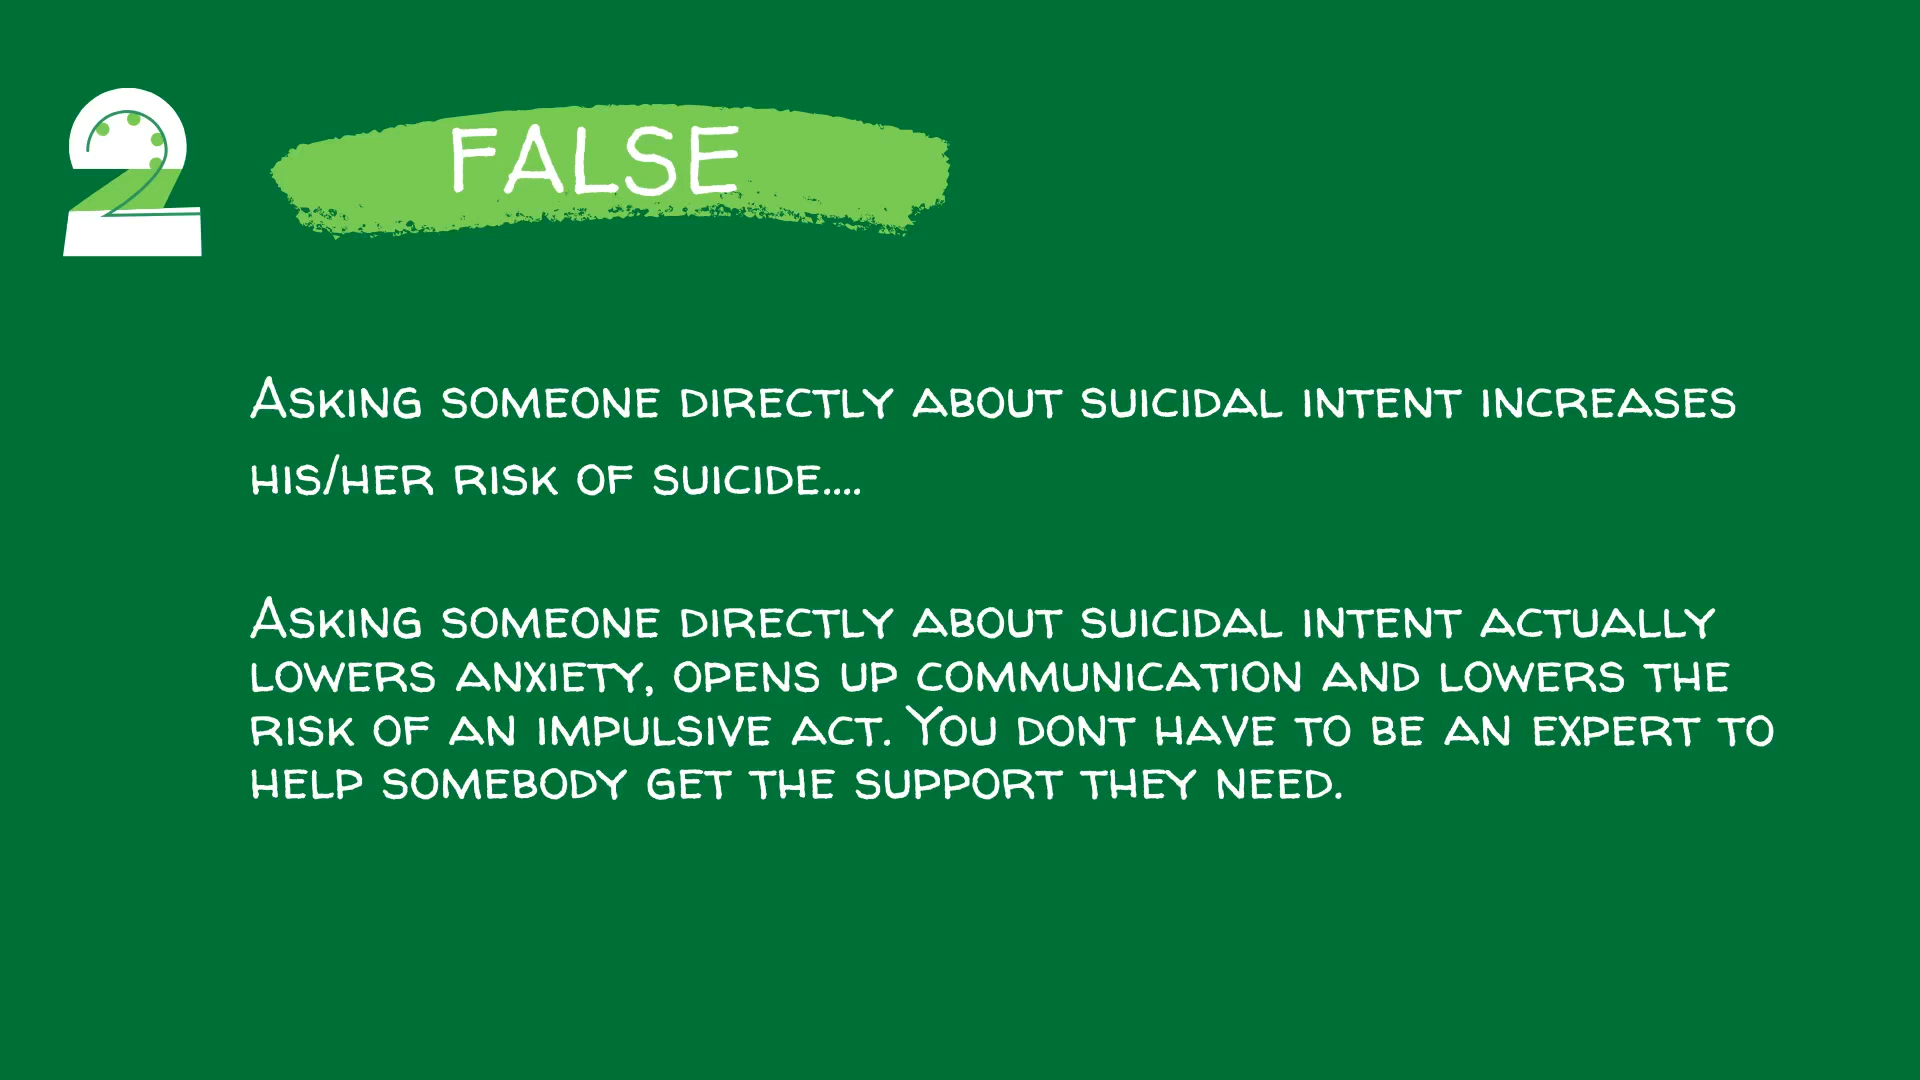 2
FALSE
Asking someone directly about suicidal intent increases
his/her risk of suicide....
Asking someone directly about suicidal intent actually
lowers anxiety, opens up communication and lowers the
risk of an impulsive act. You dont have to be an expert to
help somebody get the support they need.